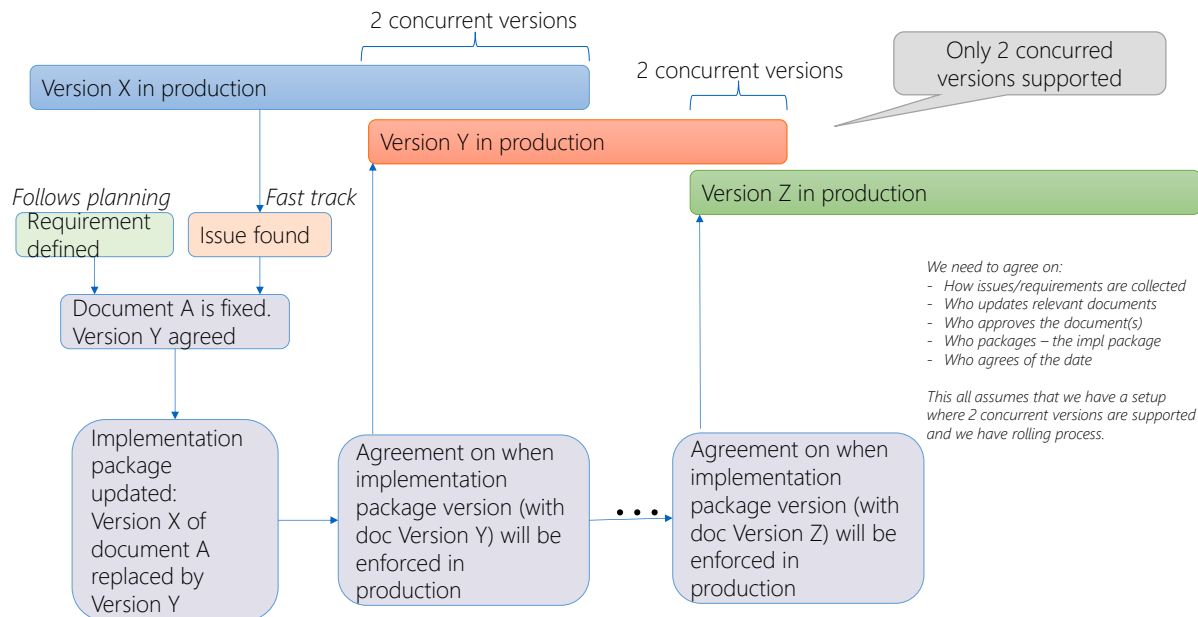 2 concurrent versions
Only 2 concurred
versions supported
2 concurrent versions
Version X in production
Version Y in production
Version Z in production
Follows planning
Fast track
Requirement
defined
Issue found
Document A is fixed.
Version Y agreed
We need to agree on:
- How issues/requirements are collected
- Who updates relevant documents
- Who approves the document(s)
- Who packages – the impl package
- Who agrees of the date
This all assumes that we have a setup
where 2 concurrent versions are supported
and we have rolling process.
Implementation
package
updated:
Version X of
document A
replaced by
Version Y
Agreement on when
implementation
package version (with
doc Version Y) will be
enforced in
production
...
Agreement on when
implementation
package version (with
doc Version Z) will be
enforced in
production